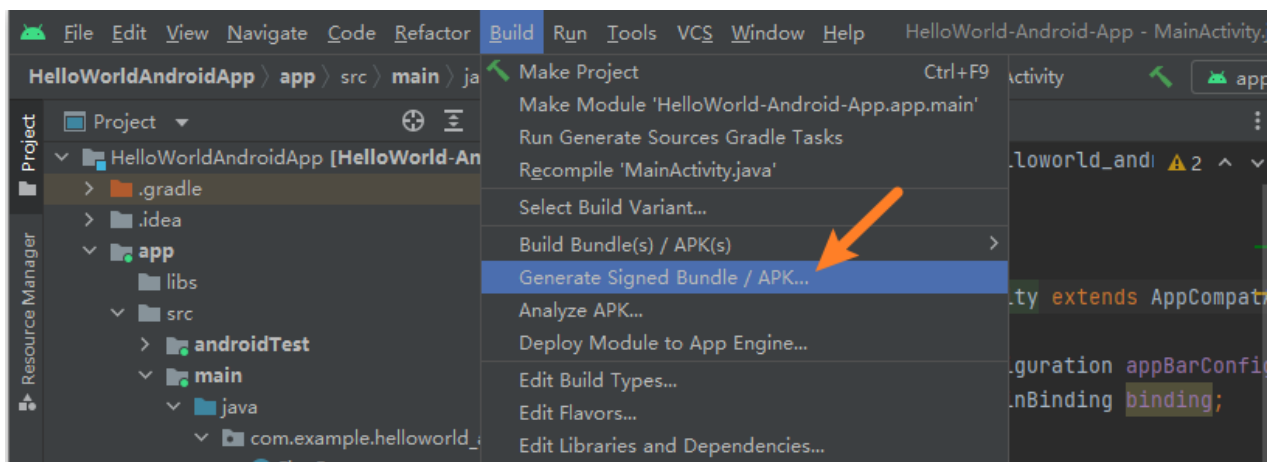 File Edit View Navigate Code Refactor Build Run Tools VCS Window Help HelloWorld-Android-App - MainActivity.
HelloWorldAndroidApp app src main ja
Make Project Ctrl+F9
Activity
app
Make Module 'HelloWorld-Android-App.app.main'
Project
Project
Run Generate Sources Gradle Tasks
HelloWorldAndroidApp [HelloWorld-An
Recompile 'MainActivity.java'
lloworld_and
2
.gradle
Select Build Variant...
.idea
Build Bundle(s) / APK(s)
app
Generate Signed Bundle / APK...
libs
ty extends AppCompat
Resource Manager
src
Analyze APK...
androidTest
Deploy Module to App Engine...
main
Edit Build Types...
guration appBarConfi
java
Edit Flavors...
nBinding binding;
com.example.helloworld_
Edit Libraries and Dependencies...